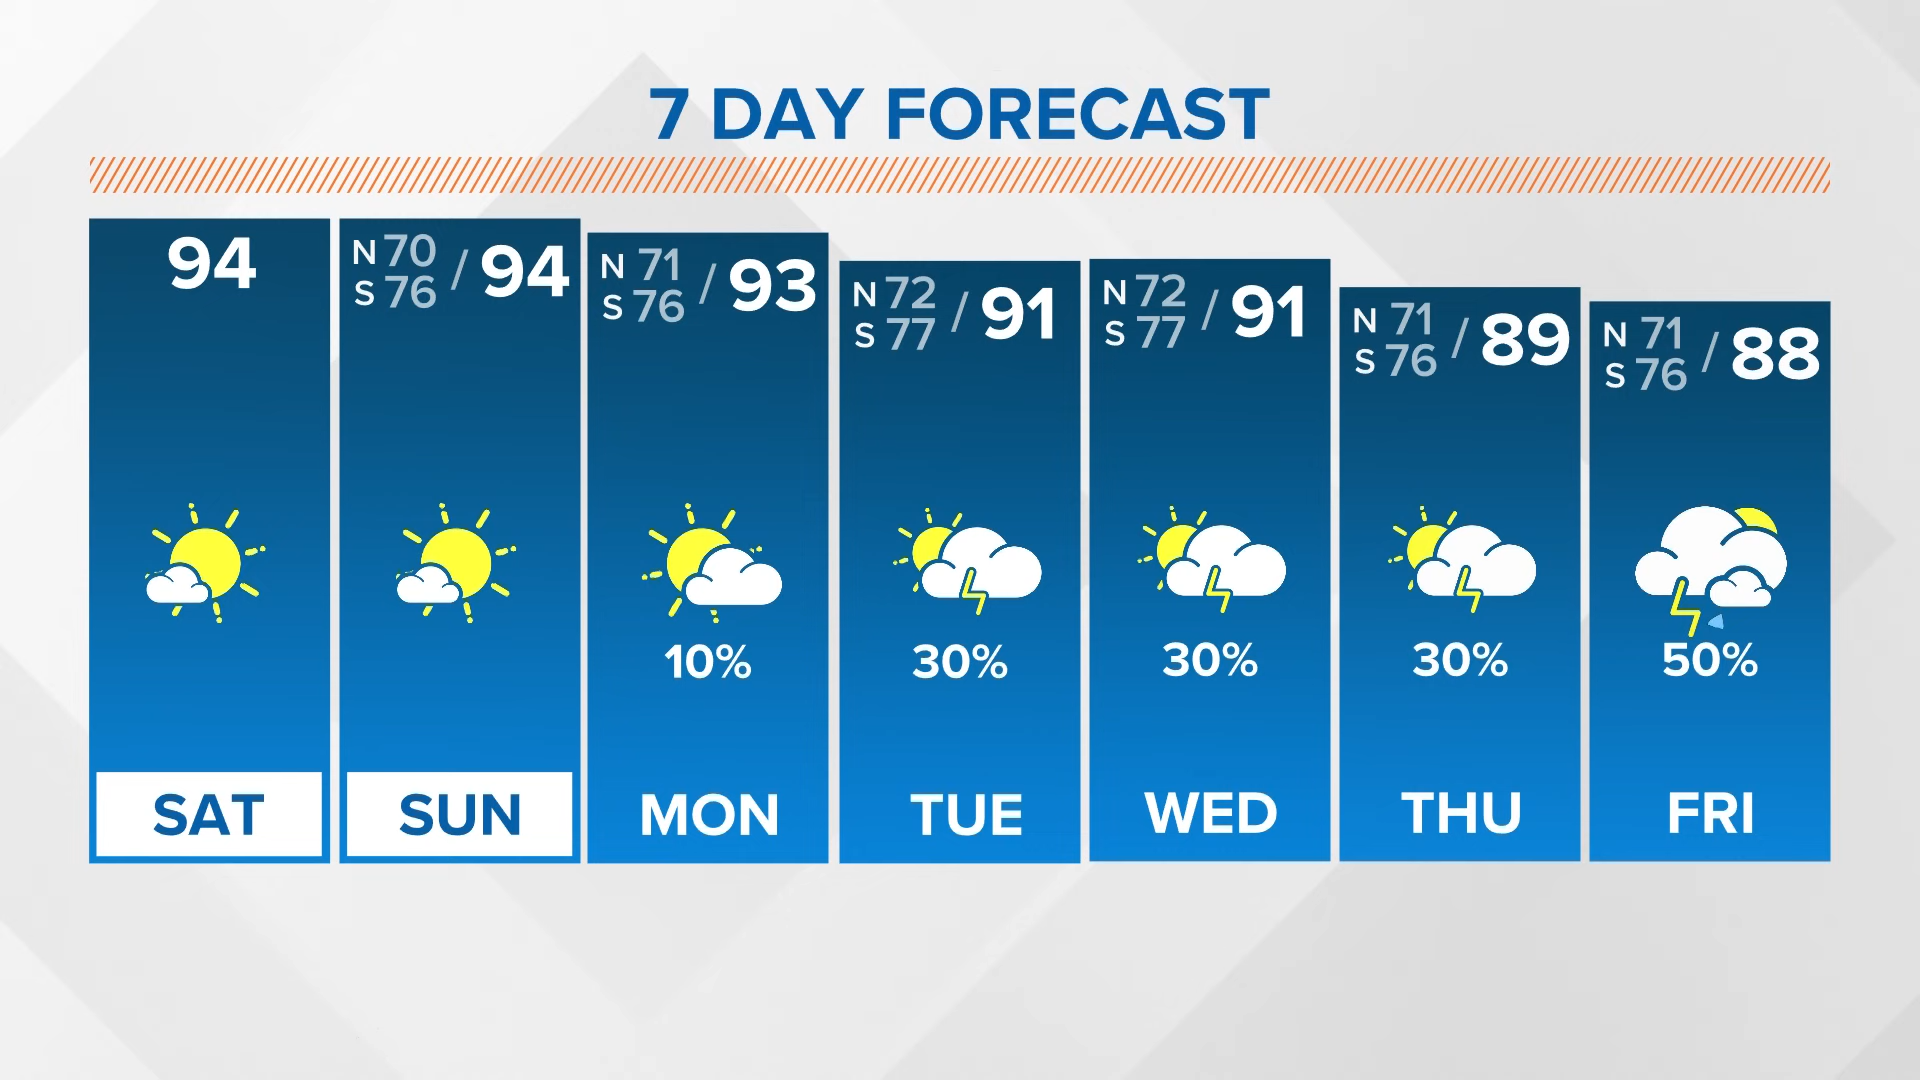 7 DAY FORECAST
94
SAT
N 70
S 76 / 94
SUN
N 71
S 76 / 93
10%
MON
N 72
S 77 / 91
30%
TUE
N 72
S 77 / 91
30%
WED
N 71
S 76 / 89
30%
THU
N 71
S 76 / 88
50%
FRI